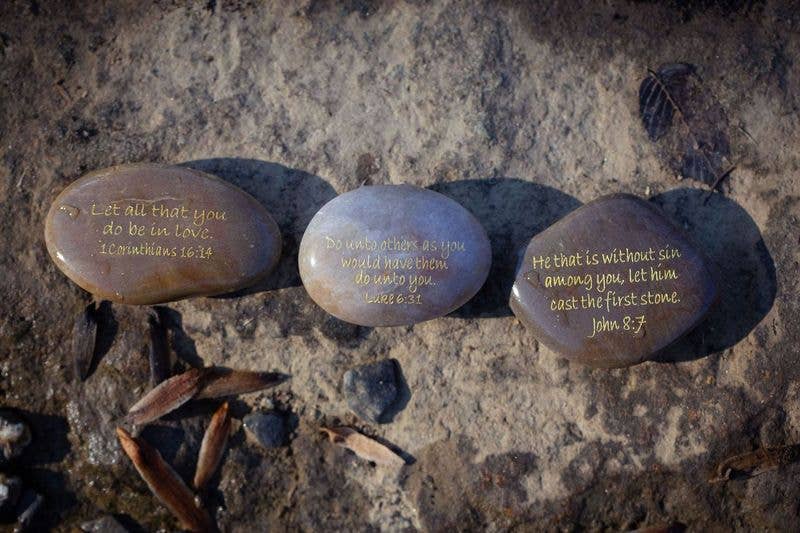 Let all that you
do be in love.
1 Corinthians 16:14
Do unto others as you
would have them
do unto you.
Luke 6:31
He that is without sin
among you, let him
cast the first stone.
John 8:7